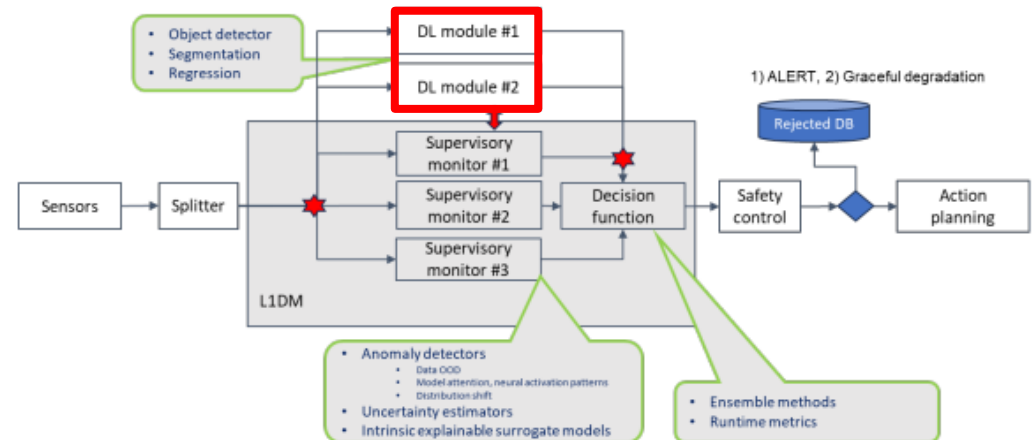 • Object detector
• Segmentation
• Regression
DL module #1
DL module #2
1) ALERT, 2) Graceful degradation
Rejected DB
Sensors
Splitter
Supervisory
monitor #1
Supervisory
monitor #2
Supervisory
monitor #3
Decision
function
Safety
control
Action
planning
L1DM
• Anomaly detectors
• Data OOD
• Model attention, neural activation patterns
• Distribution shift
• Uncertainty estimators
• Intrinsic explainable surrogate models
• Ensemble methods
• Runtime metrics